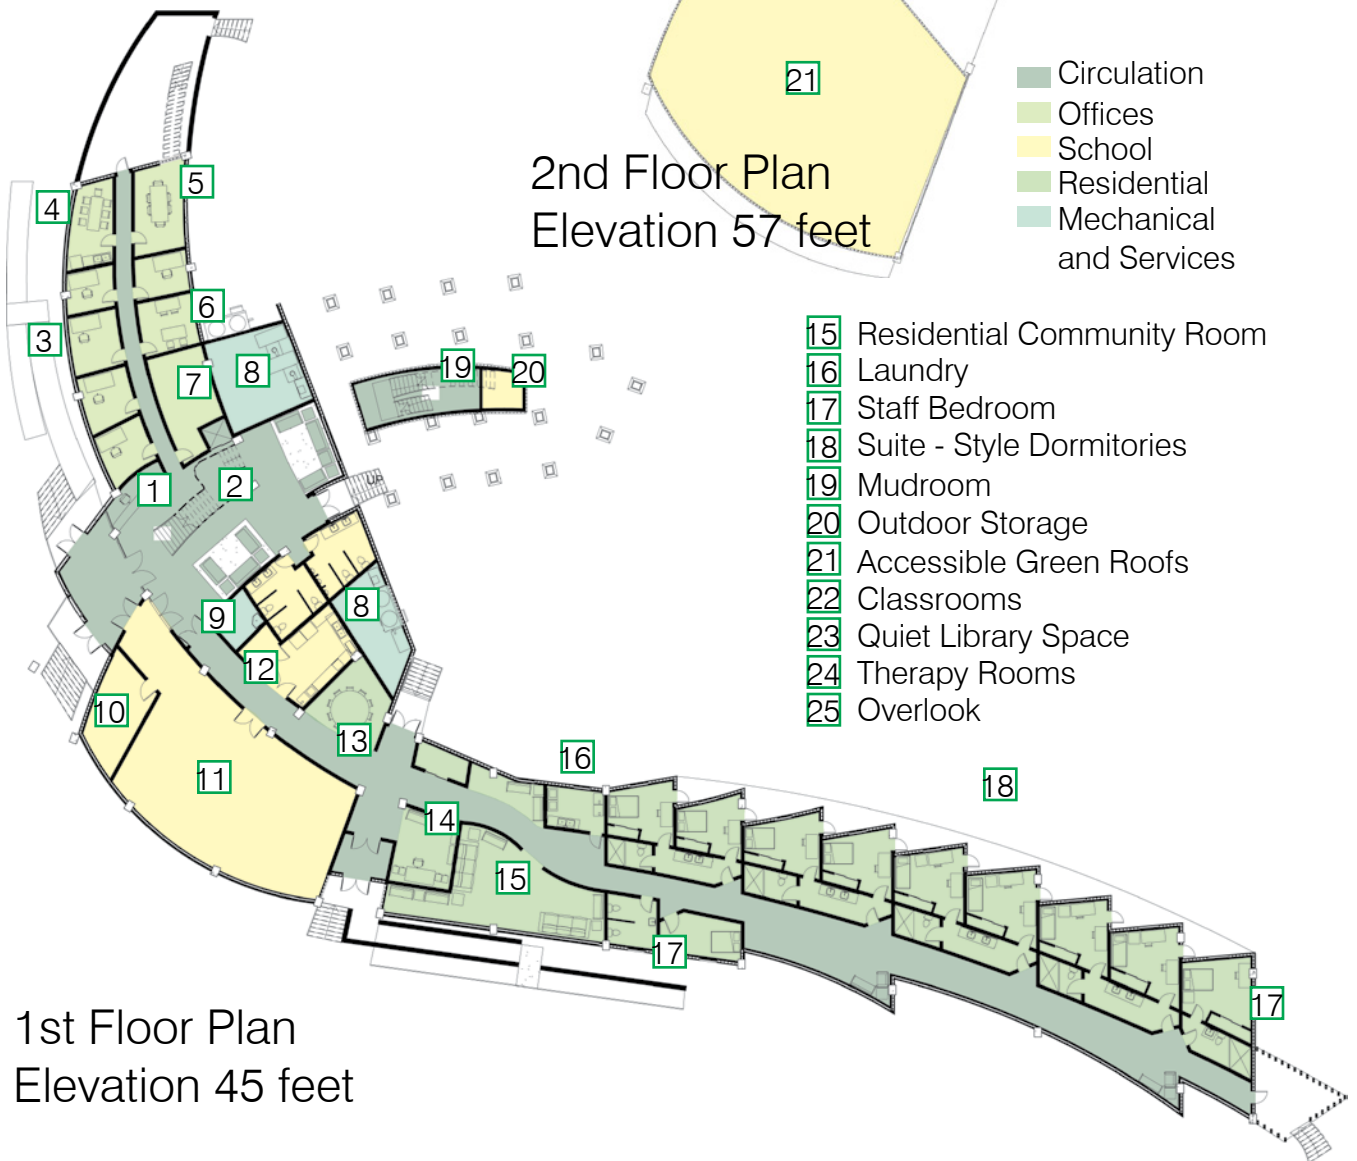 21
2nd Floor Plan
Elevation 57 feet
Circulation
Offices
School
Residential
Mechanical
and Services
15 Residential Community Room
16 Laundry
17 Staff Bedroom
18 Suite - Style Dormitories
19 Mudroom
20 Outdoor Storage
21 Accessible Green Roofs
22 Classrooms
23 Quiet Library Space
24 Therapy Rooms
25 Overlook
5
4
6
3
7
8
19
20
1
2
UP
9
8
12
10
13
11
16
14
18
15
17
17
1st Floor Plan
Elevation 45 feet